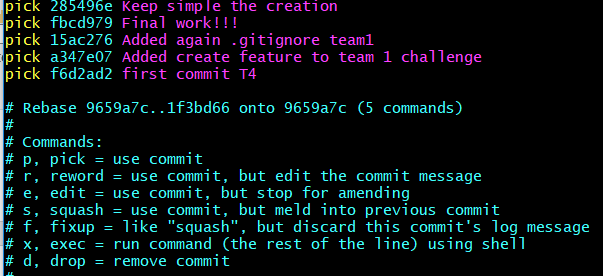 pick 285496e Keep simple the creation
pick fbcd979 Final work!!!
pick 15ac276 Added again .gitignore team1
pick a347e07 Added create feature to team 1 challenge
pick f6d2ad2 first commit T4
# Rebase 9659a7c..1f3bd66 onto 9659a7c (5 commands)
#
# Commands:
# p, pick = use commit
# r, reword = use commit, but edit the commit message
# e, edit = use commit, but stop for amending
# s, squash = use commit, but meld into previous commit
# f, fixup = like "squash", but discard this commit's log message
# x, exec = run command (the rest of the line) using shell
# d, drop = remove commit
#